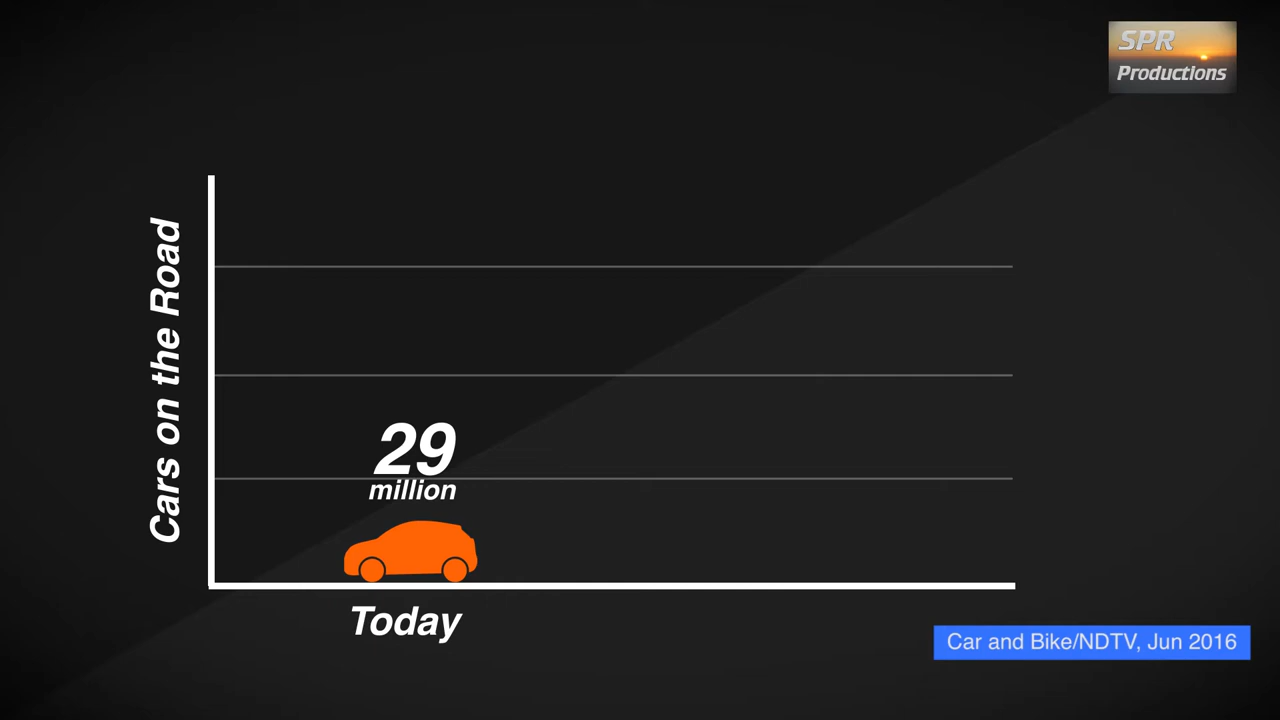 SPR
Productions
Cars on the Road
29
million
Today
Car and Bike/NDTV, Jun 2016